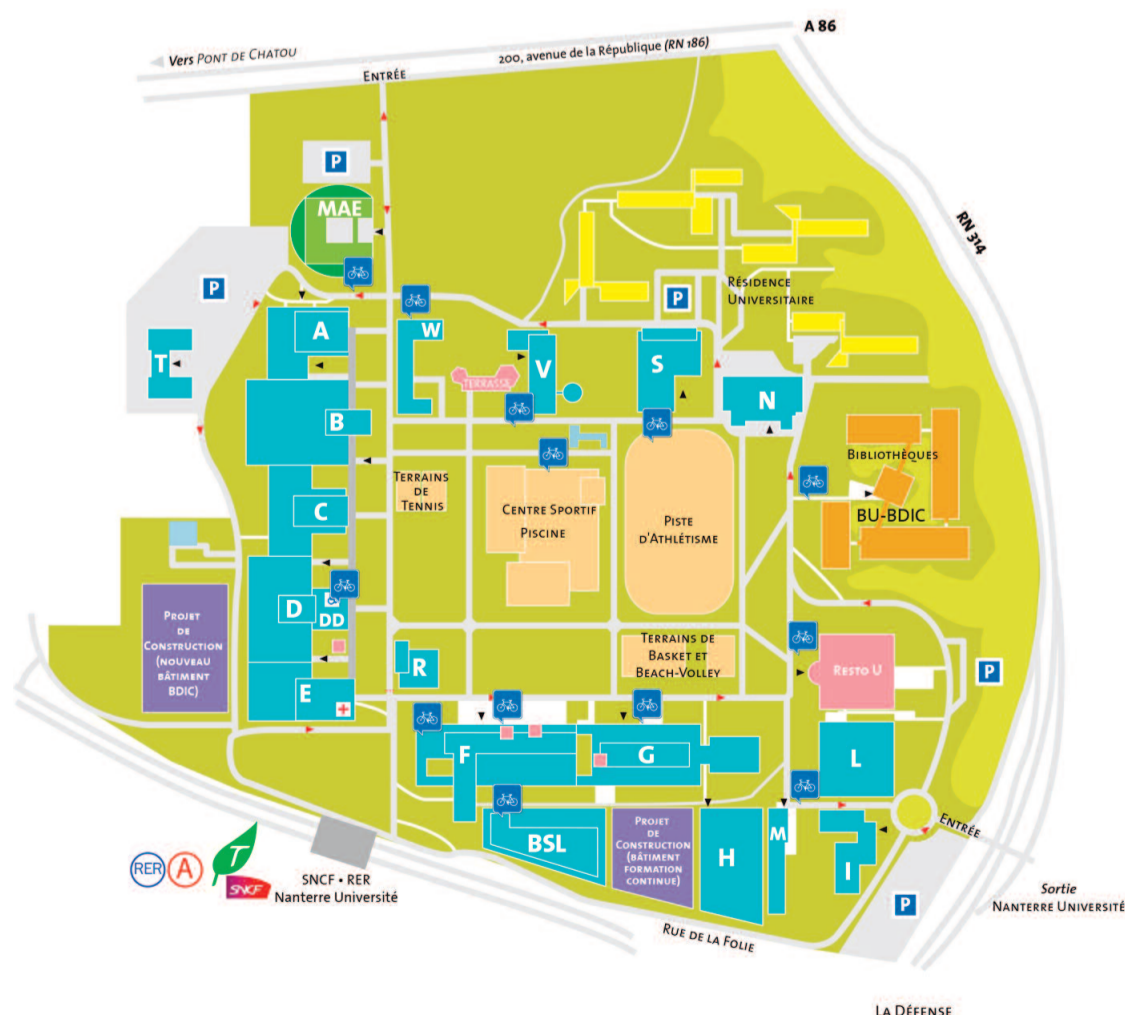 A 86
Vers PONT DE CHATOU
200, avenue de la République (RN 186)
ENTRÉE
P
MAE
RN 314
P
RÉSIDENCE
UNIVERSITAIRE
P
A
W
T
V
S
TERRASSE
N
B
BIBLIOTHÈQUES
BU-BDIC
TERRAINS
DE
TENNIS
CENTRE SPORTIF
PISCINE
PISTE
D'ATHLÉTISME
C
D
DD
PROJET
DE
CONSTRUCTION
(NOUVEAU
BÂTIMENT
BDIC)
TERRAINS DE
BASKET ET
BEACH-VOLLEY
R
RESTO U
P
E
F
G
L
BSL
PROJET
DE
CONSTRUCTION
(BÂTIMENT
FORMATION
CONTINUE)
H
M
I
ENTRÉE
RER
A
T
SNCF
SNCF • RER
Nanterre Université
P
Sortie
NANTERRE UNIVERSITÉ
RUE DE LA FOLIE
LA DÉFENSE